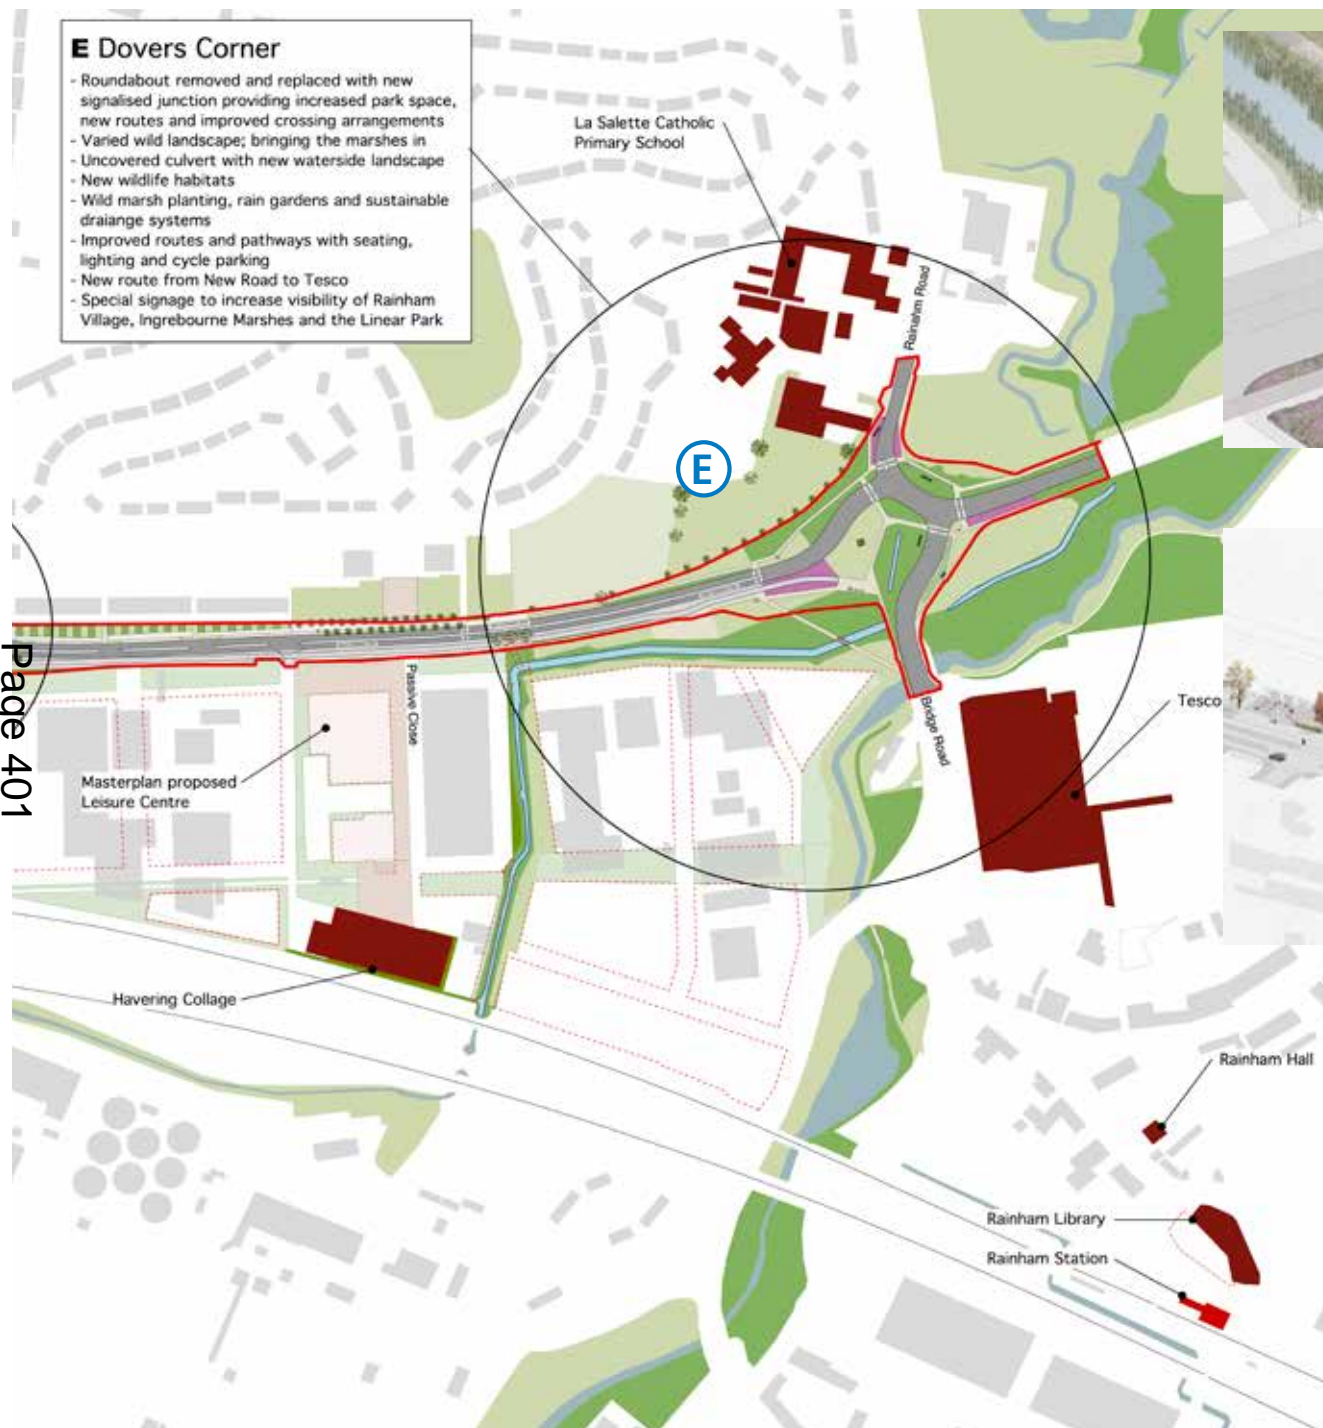 E Dovers Corner
- Roundabout removed and replaced with new
signalised junction providing increased park space,
new routes and improved crossing arrangements
- Varied wild landscape; bringing the marshes in
- Uncovered culvert with new waterside landscape
- New wildlife habitats
- Wild marsh planting, rain gardens and sustainable
draiange systems
- Improved routes and pathways with seating,
lighting and cycle parking
- New route from New Road to Tesco
- Special signage to increase visibility of Rainham
Village, Ingrebourne Marshes and the Linear Park
La Salette Catholic
Primary School
Rainahm Road
E
Page 401
Passive Close
Bridge Road
Tesco
Masterplan proposed
Leisure Centre
Havering Collage
Rainham Hall
Rainham Library
Rainham Station